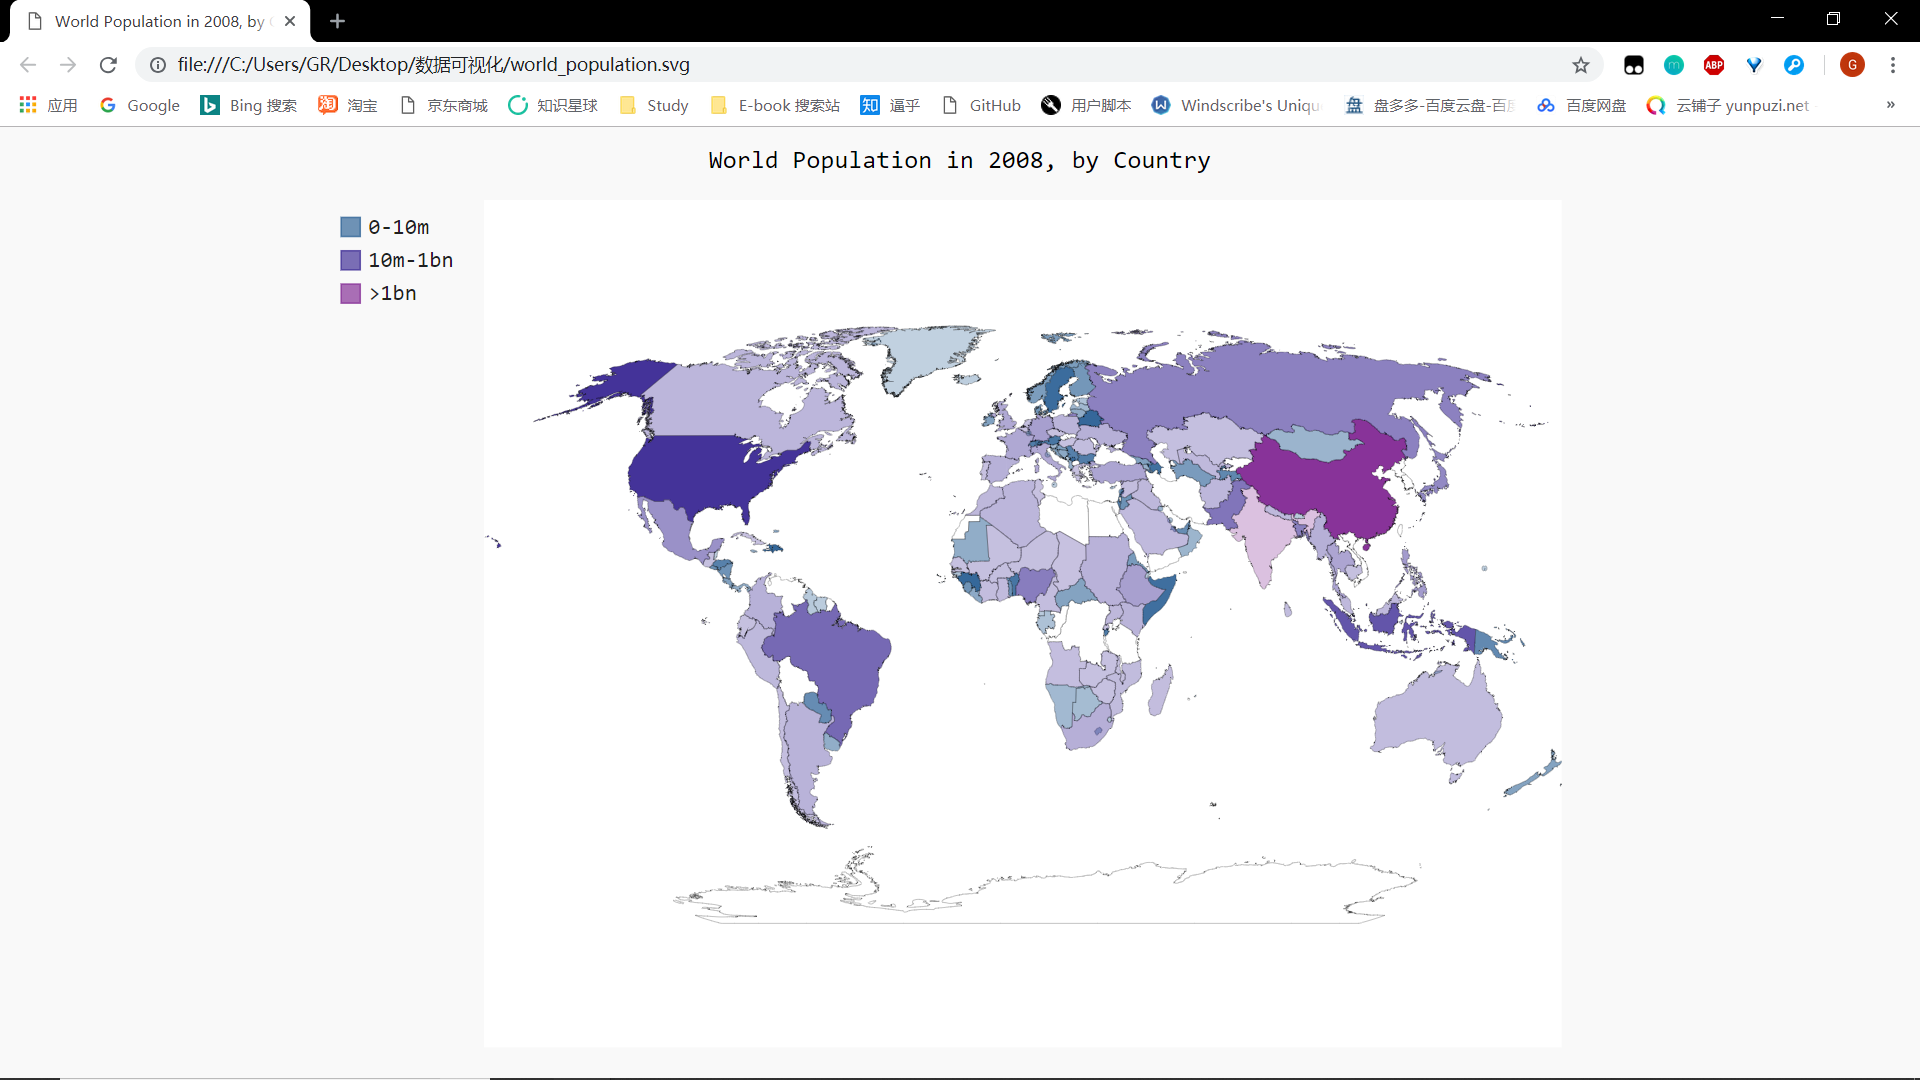 World Population in 2008, by
file:///C:/Users/GR/Desktop/数据可视化/world_population.svg
ABP
G
应用 Google Bing 搜索 淘宝 京东商城 知识星球 Study E-book 搜索站 逼乎 GitHub 用户脚本 Windscribe's Uniqu 盘多多-百度云盘-百 百度网盘 云铺子 yunpuzi.net »
World Population in 2008, by Country
0-10m
10m-1bn
>1bn